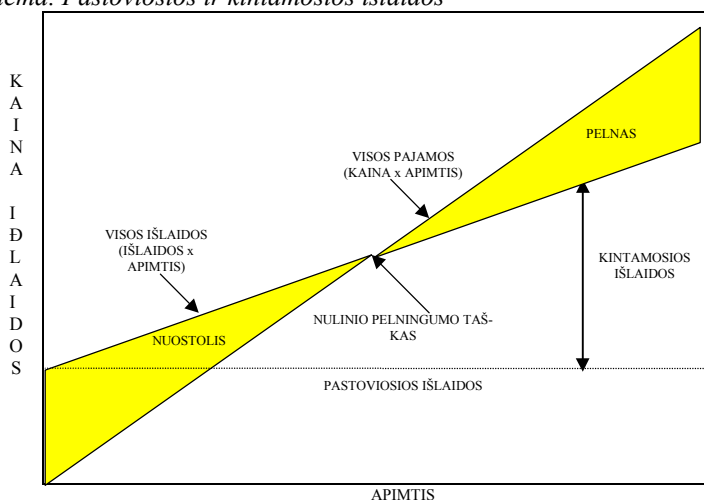 ema. Pastoviosios ir kintamosios išlaidos
K
A
I
N
A
I
Đ
L
A
I
D
O
S
PELNAS
VISOS PAJAMOS
(KAINA x APIMTIS)
VISOS IŠLAIDOS
(IŠLAIDOS x
APIMTIS)
KINTAMOSIOS
IŠLAIDOS
NULINIO PELNINGUMO TAŠ-
KAS
NUOSTOLIS
PASTOVIOSIOS IŠLAIDOS
APIMTIS